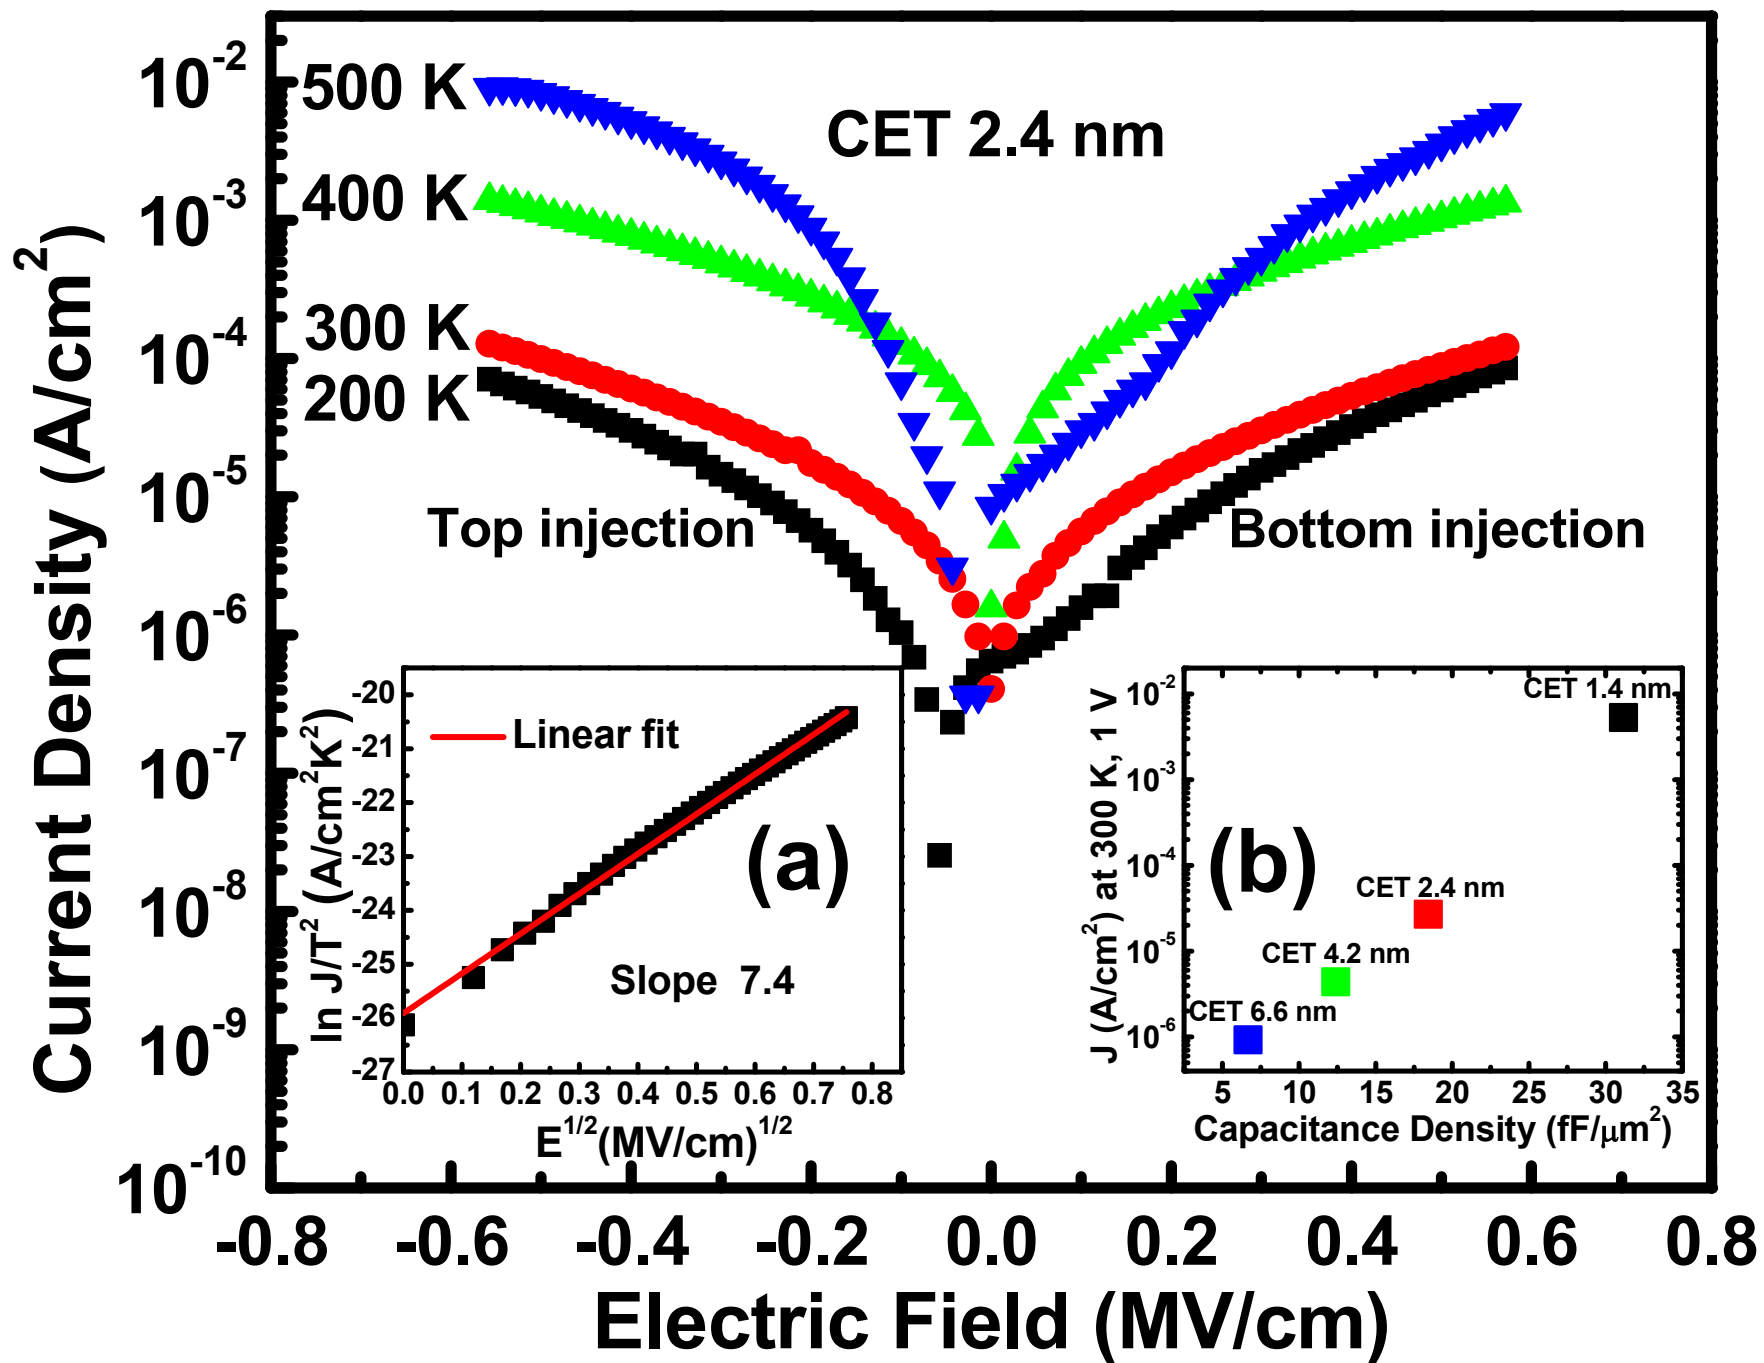 10^-2
10^-3
10^-4
10^-5
10^-6
10^-7
10^-8
10^-9
10^-10
Current Density (A/cm^2)
500 K
400 K
300 K
200 K
CET 2.4 nm
Top injection
Bottom injection
-20
-21
-22
-23
-24
-25
-26
-27
ln J/T^2 (A/cm^2K^2)
Linear fit
(a)
Slope 7.4
0.0 0.1 0.2 0.3 0.4 0.5 0.6 0.7 0.8
E^1/2(MV/cm)^1/2
10^-2
10^-3
10^-4
10^-5
10^-6
J (A/cm^2) at 300 K, 1 V
CET 1.4 nm
(b)
CET 2.4 nm
CET 4.2 nm
CET 6.6 nm
5 10 15 20 25 30 35
Capacitance Density (fF/μm^2)
-0.8 -0.6 -0.4 -0.2 0.0 0.2 0.4 0.6 0.8
Electric Field (MV/cm)